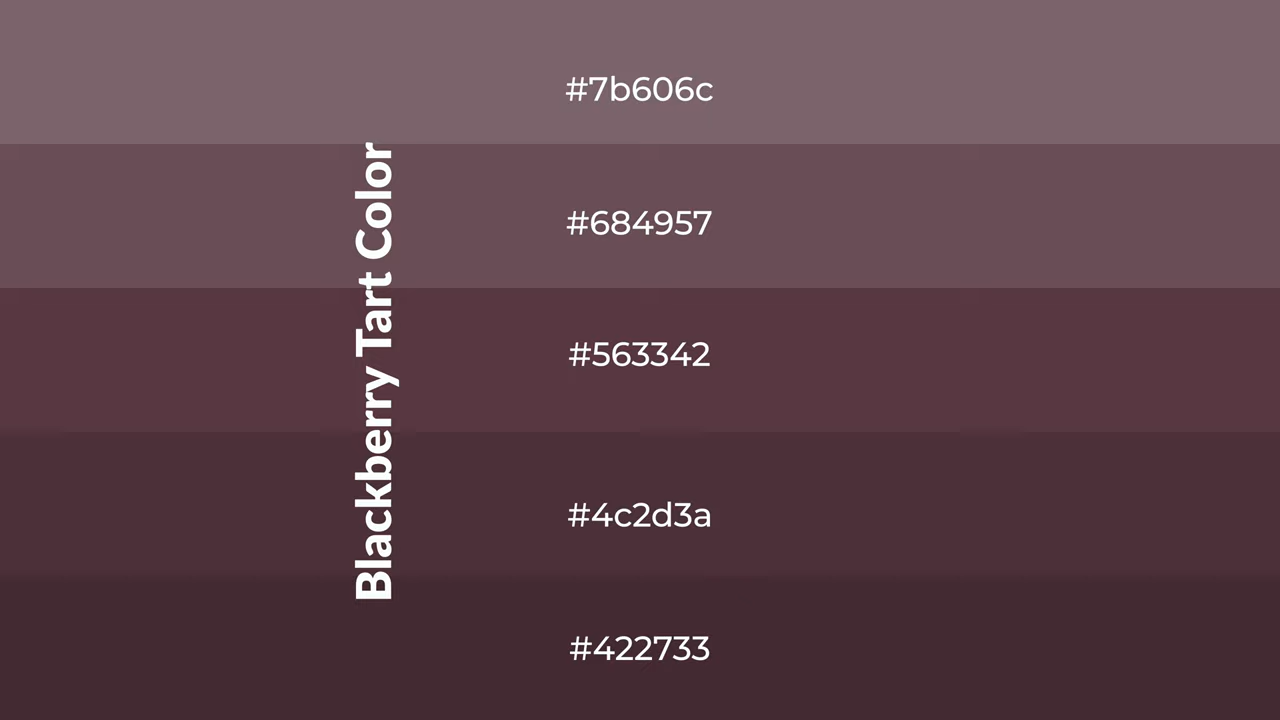 #7b606c
#684957
#563342
#4c2d3a
#422733
Blackberry Tart Color